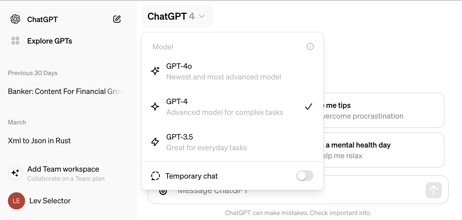 ChatGPT
Explore GPTs
Previous 30 Days
Banker: Content For Financial Gro
March
Xml to Json in Rust
Add Team workspace
Collaborate on a Team plan
Lev Selector
ChatGPT 4
Model
GPT-4o
Newest and most advanced model
GPT-4
Advanced model for complex tasks
GPT-3.5
Great for everyday tasks
Temporary chat
me tips
vercome procrastination
a mental health day
help me relax
Message ChatGPT
ChatGPT can make mistakes. Check important info.